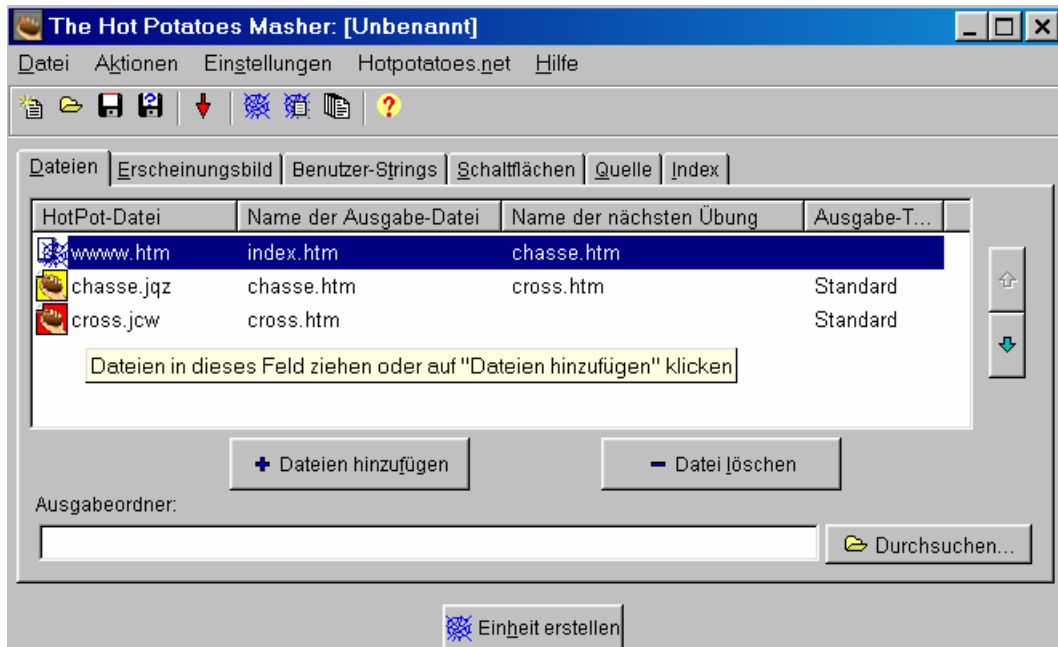 The Hot Potatoes Masher: [Unbenannt]
Datei Aktionen Einstellungen Hotpotatoes.net Hilfe
Dateien Erscheinungsbild Benutzer-Strings Schaltflächen Quelle Index
HotPot-Datei Name der Ausgabe-Datei Name der nächsten Übung Ausgabe-T...
wwww.htm index.htm chasse.htm
chasse.jqz chasse.htm cross.htm Standard
cross.jcw cross.htm Standard
Dateien in dieses Feld ziehen oder auf "Dateien hinzufügen" klicken
Dateien hinzufügen Datei löschen
Ausgabeordner:
Durchsuchen...
Einheit erstellen